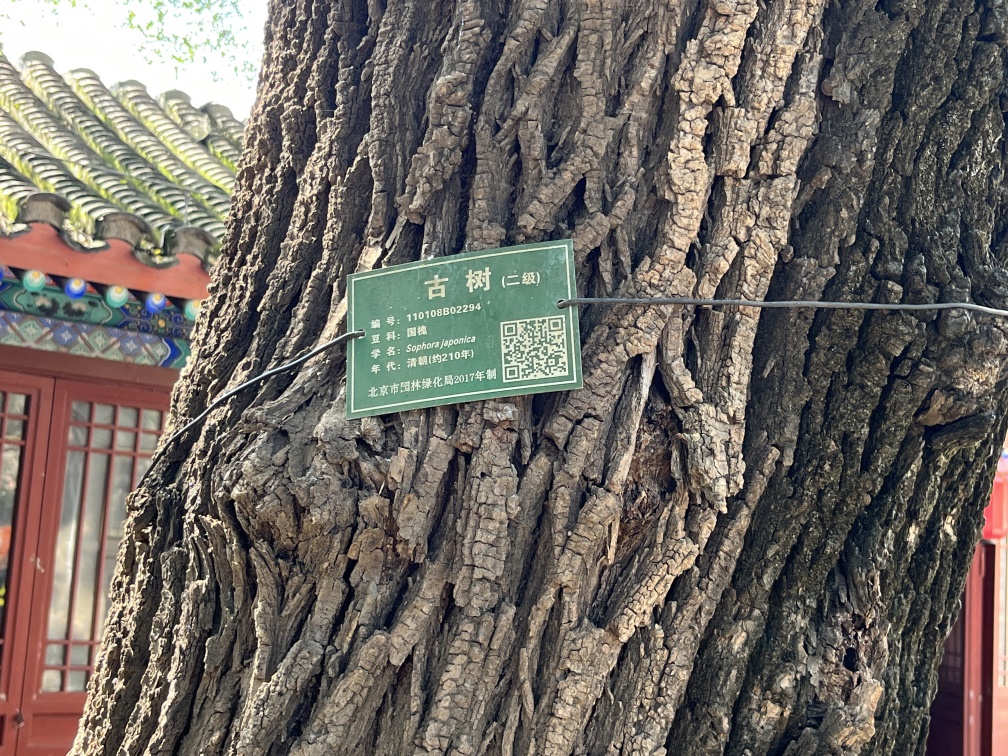 古树(二级)
编号：110108B02294
豆科：国槐
学名：Sophora japonica
年代：清朝(约210年)
北京市园林绿化局2017年制